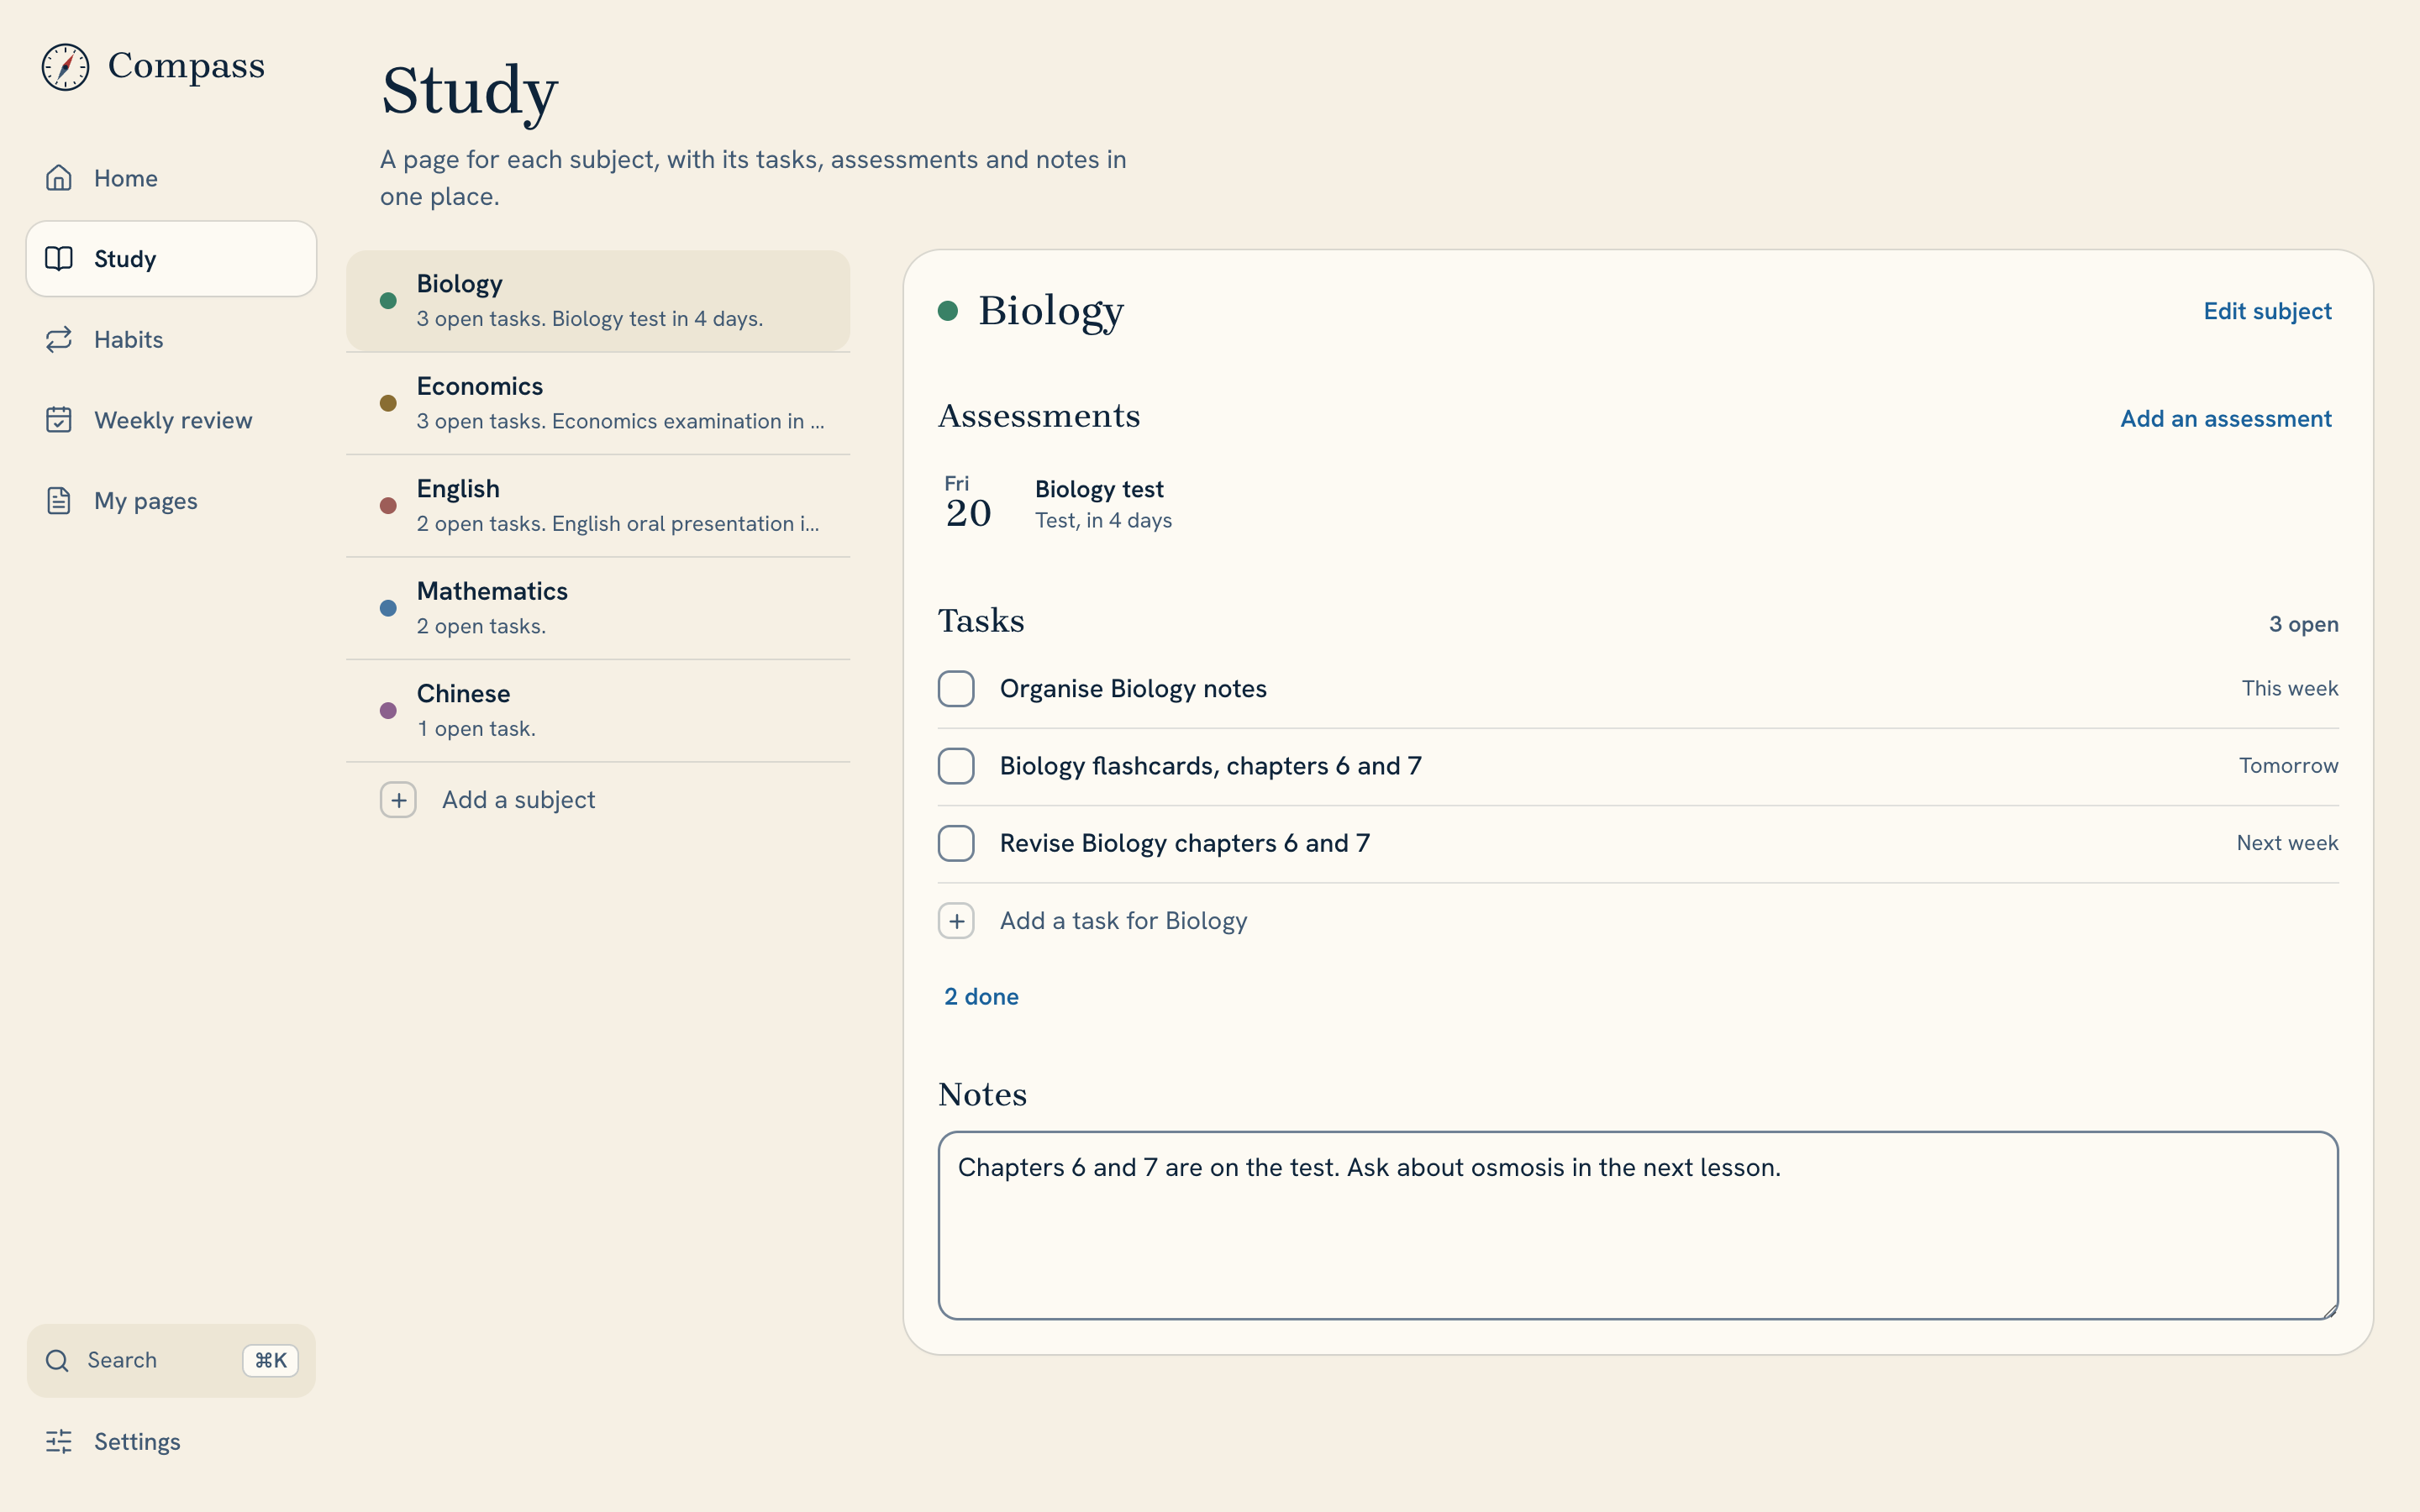 Compass
Home
Study
Habits
Weekly review
My pages
Search
⌘K
Settings
Study
A page for each subject, with its tasks, assessments and notes in
one place.
Biology
3 open tasks. Biology test in 4 days.
Economics
3 open tasks. Economics examination in ...
English
2 open tasks. English oral presentation i...
Mathematics
2 open tasks.
Chinese
1 open task.
Add a subject
Biology
Edit subject
Assessments
Add an assessment
Fri
20
Biology test
Test, in 4 days
Tasks
3 open
Organise Biology notes
This week
Biology flashcards, chapters 6 and 7
Tomorrow
Revise Biology chapters 6 and 7
Next week
Add a task for Biology
2 done
Notes
Chapters 6 and 7 are on the test. Ask about osmosis in the next lesson.